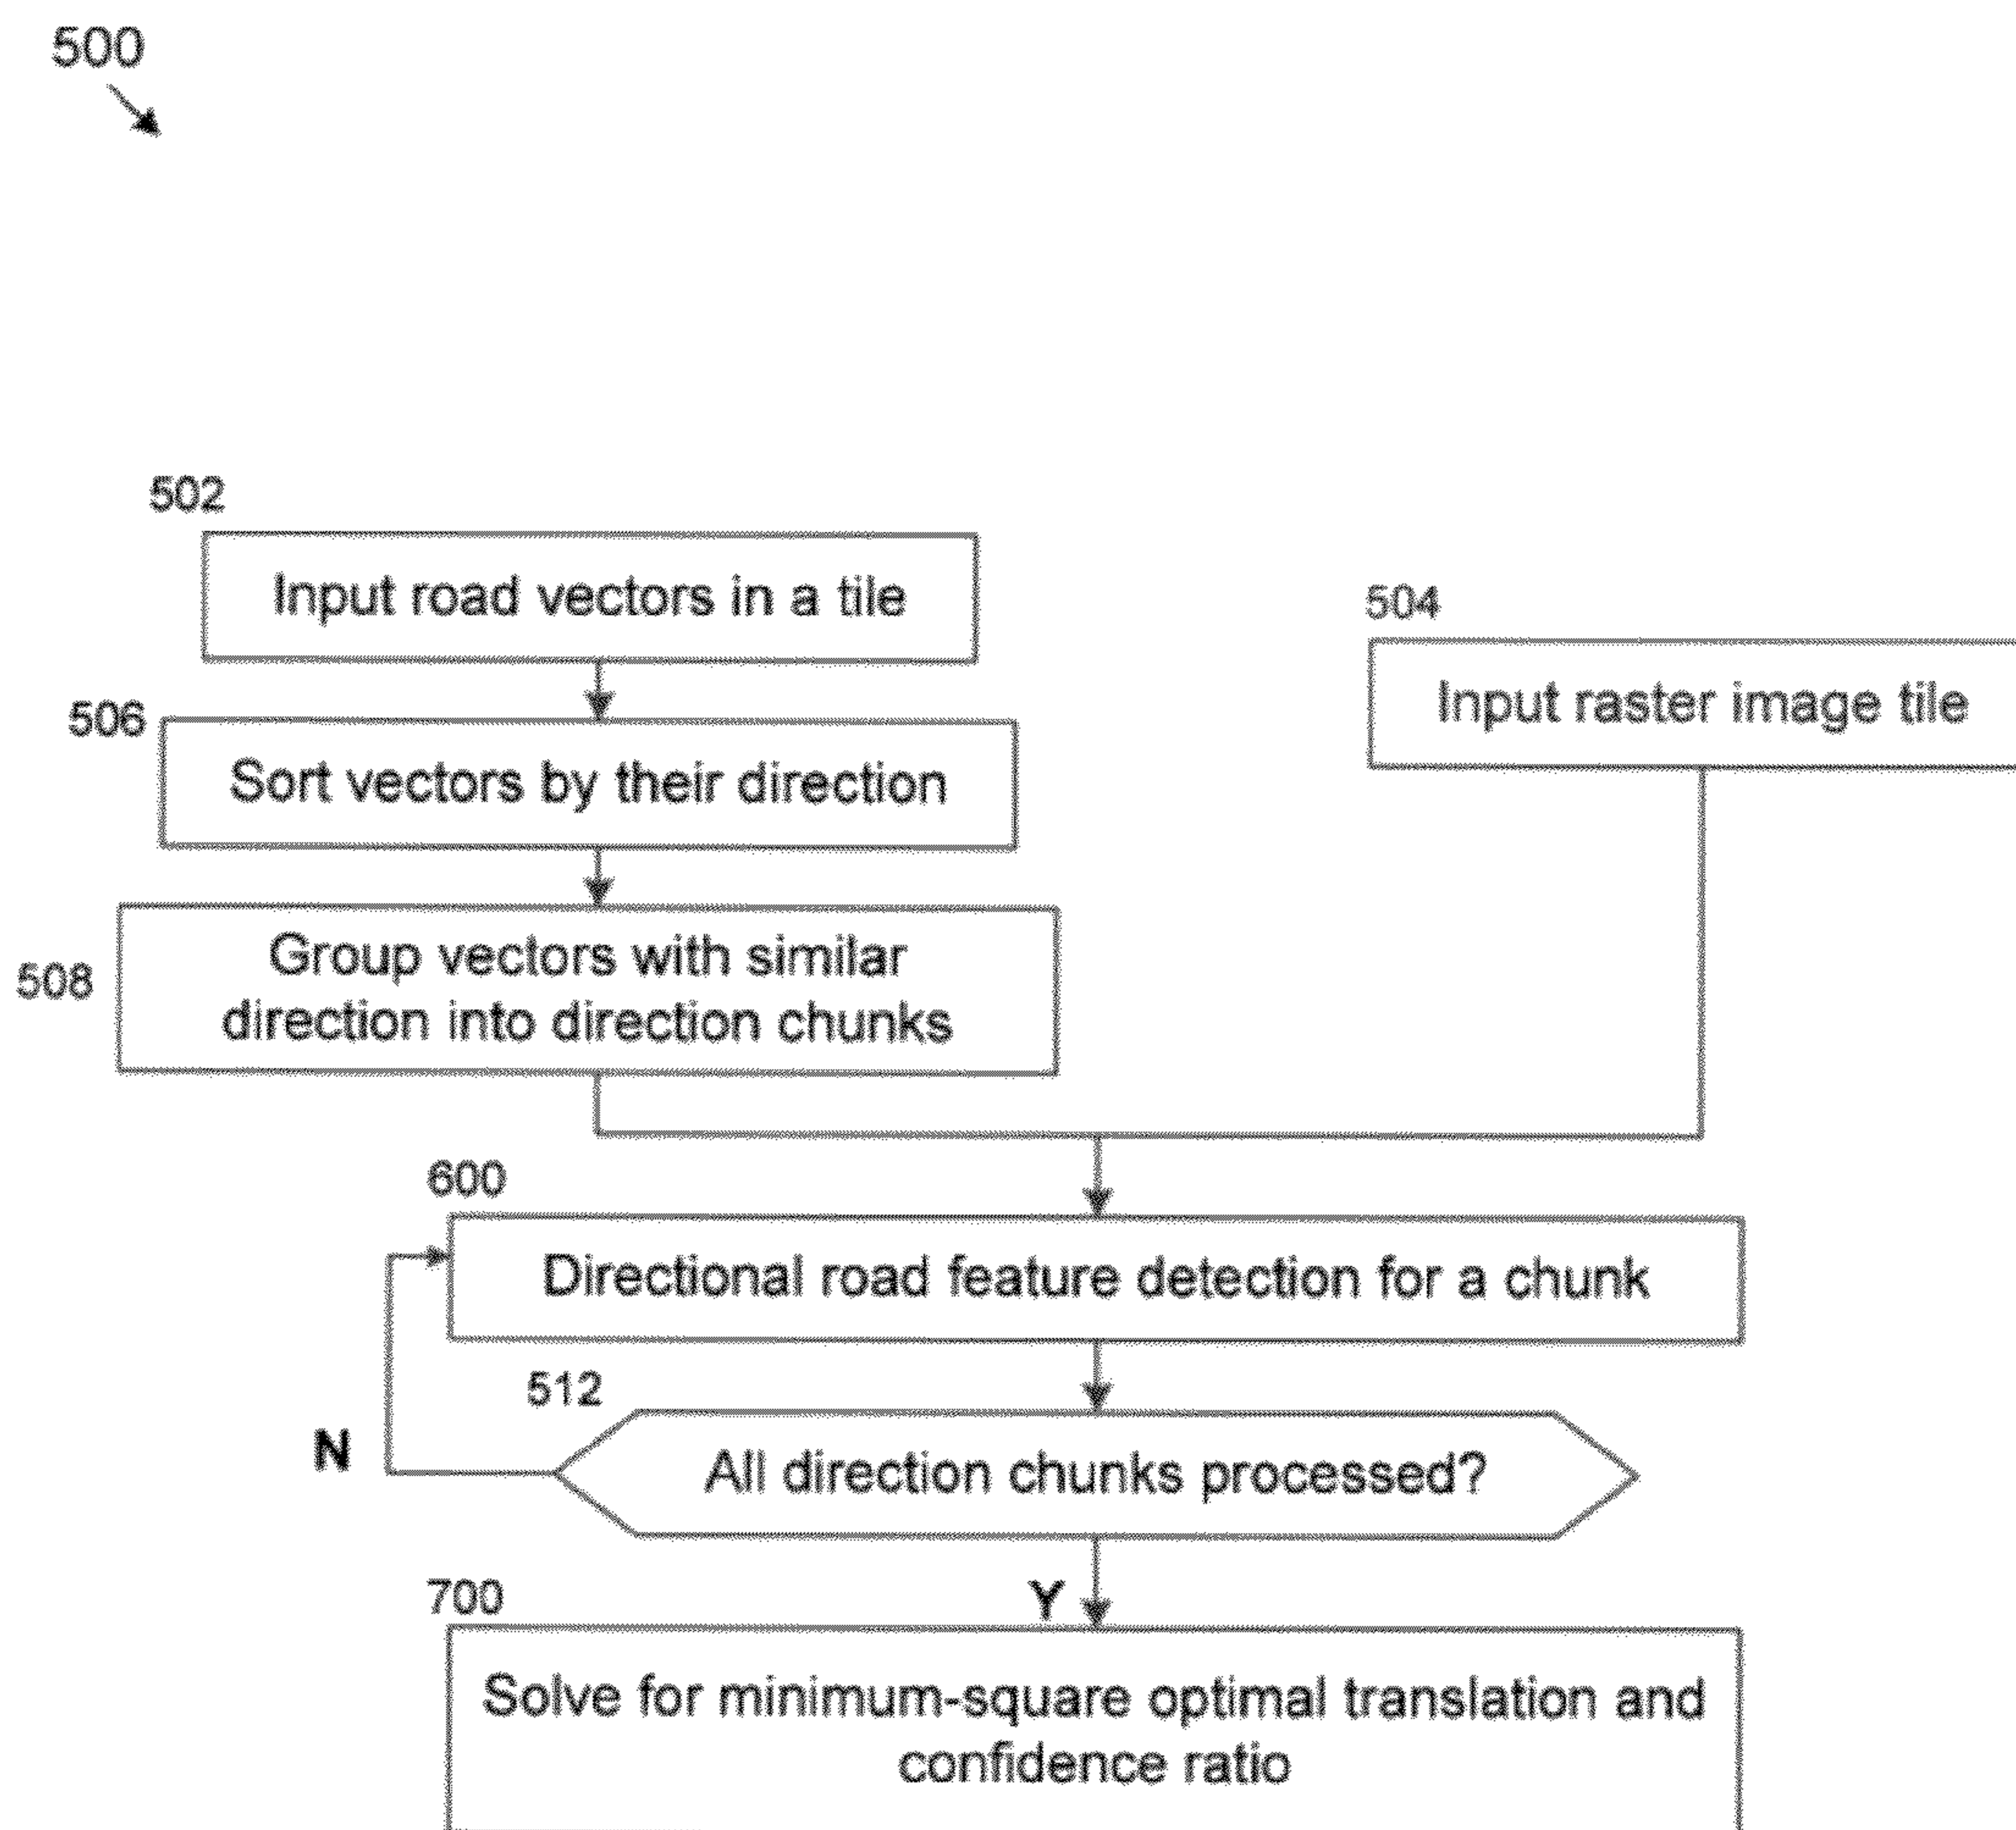 500
502
Input road vectors in a tile
504
Input raster image tile
506
Sort vectors by their direction
508
Group vectors with similar
direction into direction chunks
600
Directional road feature detection for a chunk
512
N
All direction chunks processed?
Y
700
Solve for minimum-square optimal translation and
confidence ratio